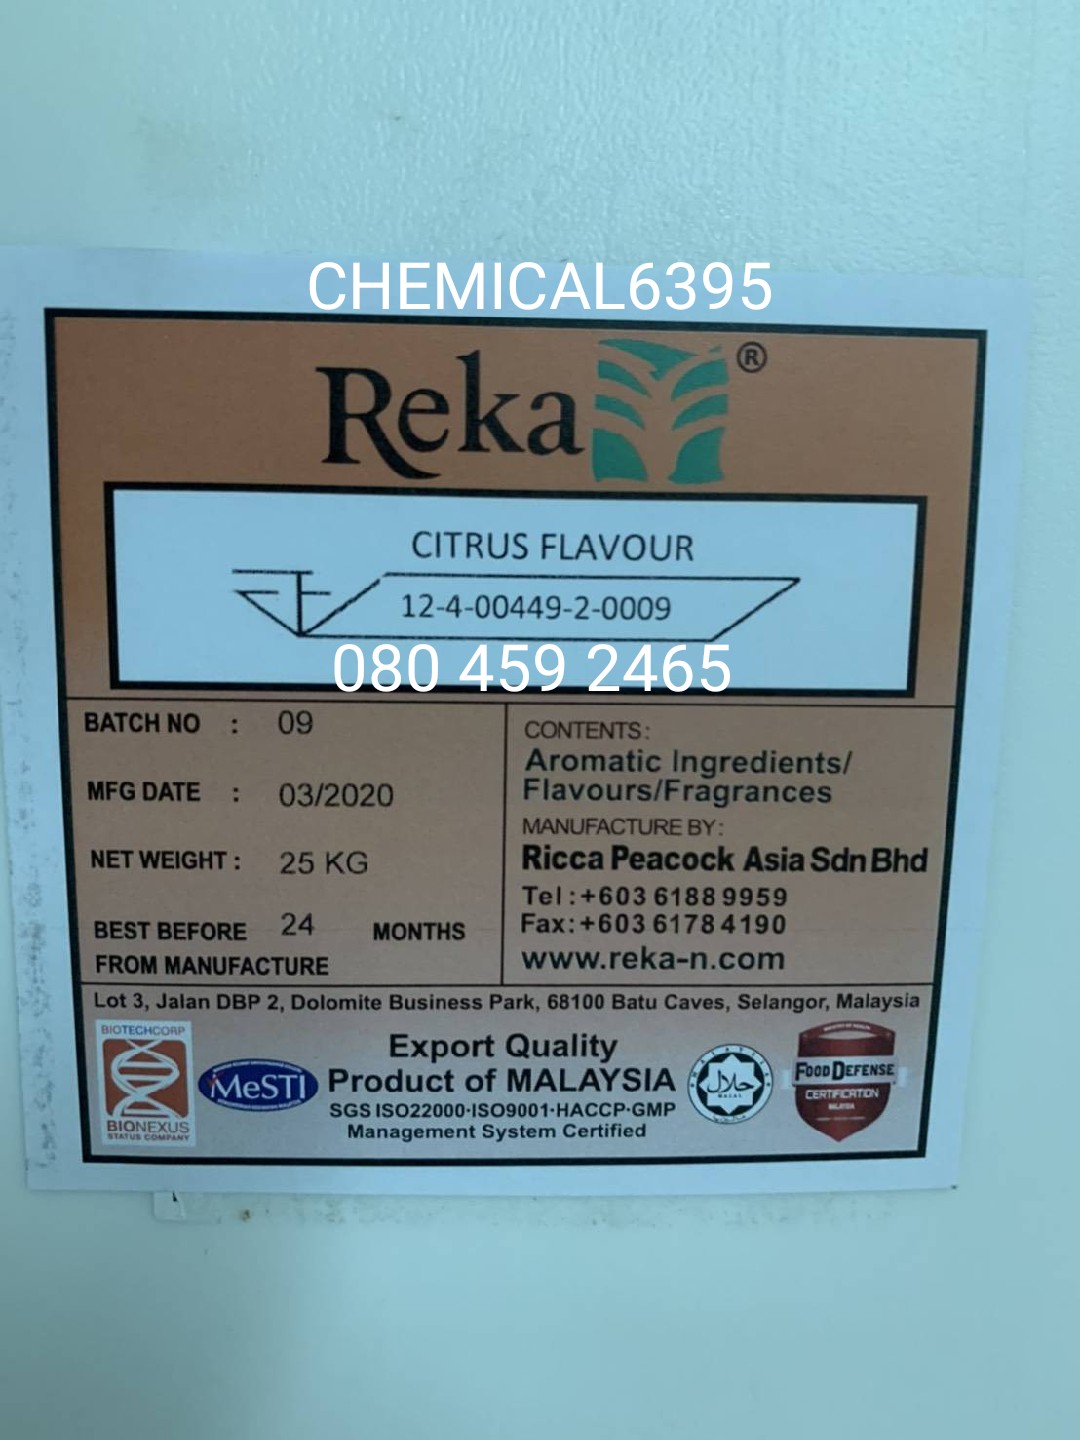 CHEMICAL6395
Reka ®
CITRUS FLAVOUR
12-4-00449-2-0009
080 459 2465
BATCH NO : 09
MFG DATE : 03/2020
NET WEIGHT : 25 KG
BEST BEFORE 24 MONTHS
FROM MANUFACTURE
CONTENTS:
Aromatic Ingredients/
Flavours/Fragrances
MANUFACTURE BY:
Ricca Peacock Asia Sdn Bhd
Tel:+603 6188 9959
Fax:+603 6178 4190
www.reka-n.com
Lot 3, Jalan DBP 2, Dolomite Business Park, 68100 Batu Caves, Selangor, Malaysia
BIOTECHCORP
BIONEXUS
STATUS COMPANY
MeSTI
Export Quality
Product of MALAYSIA
SGS ISO22000·ISO9001·HACCP·GMP
Management System Certified
MALAYSIA
حلال
HALAL
FOOD DEFENSE
CERTIFICATION
MALAYSIA